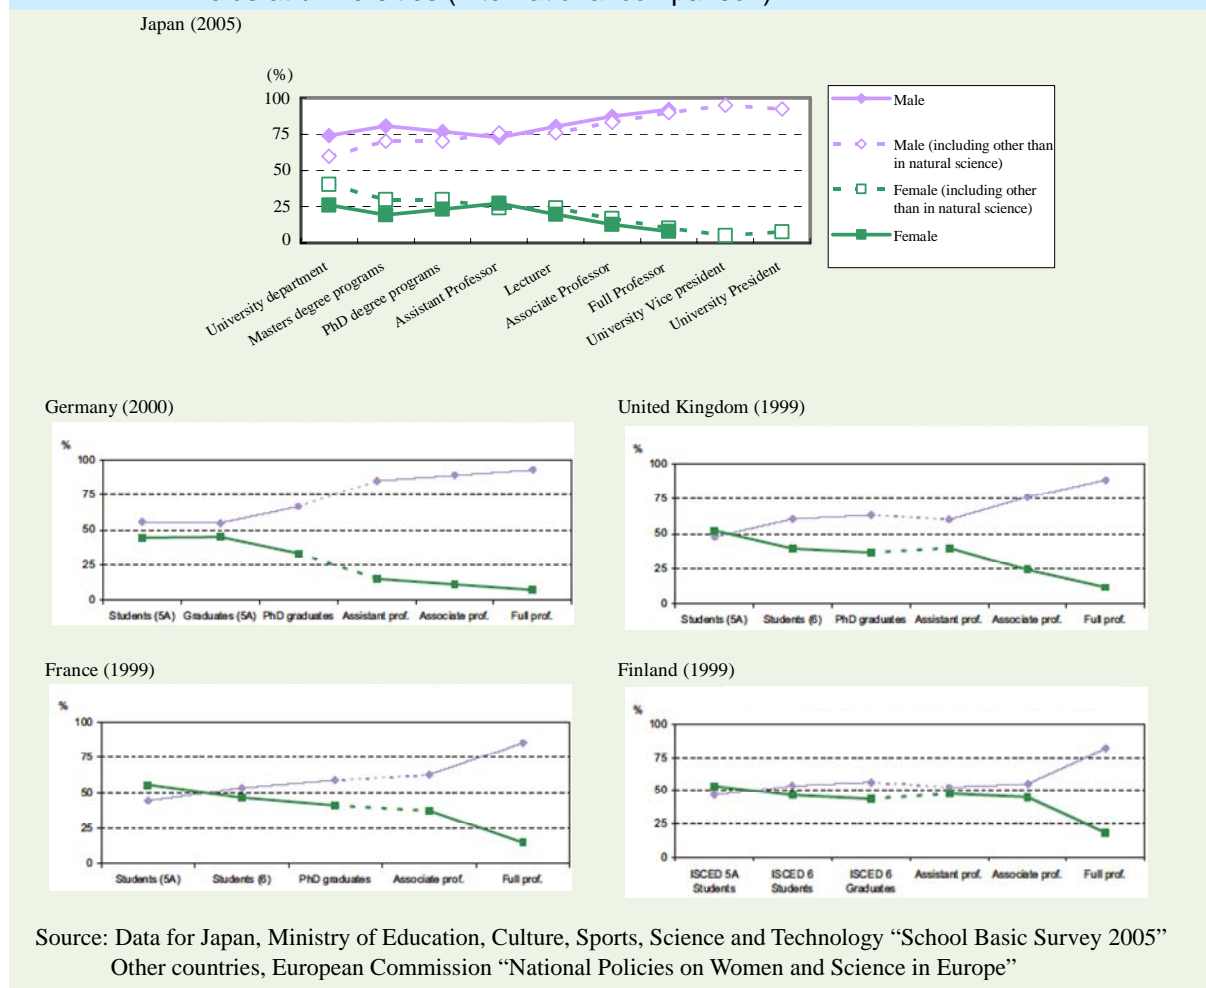 Japan (2005)
(%)
100
75
50
25
0
University department
Masters degree programs
PhD degree programs
Assistant Professor
Lecturer
Associate Professor
Full Professor
University Vice president
University President
Male
Male (including other than
in natural science)
Female (including other
than in natural science)
Female
Germany (2000)
%
100
75
50
25
0
Students (5A) Graduates (5A) PhD graduates Assistant prof. Associate prof. Full prof.
United Kingdom (1999)
%
100
75
50
25
0
Students (5A) Students (6) PhD graduates Assistant prof. Associate prof. Full prof.
France (1999)
%
100
75
50
25
0
Students (5A) Students (6) PhD graduates Associate prof. Full prof.
Finland (1999)
%
100
75
50
25
0
ISCED 5A ISCED 6 ISCED 6 Assistant prof. Associate prof. Full prof.
Students Students Graduates
Source: Data for Japan, Ministry of Education, Culture, Sports, Science and Technology “School Basic Survey 2005”
Other countries, European Commission “National Policies on Women and Science in Europe”